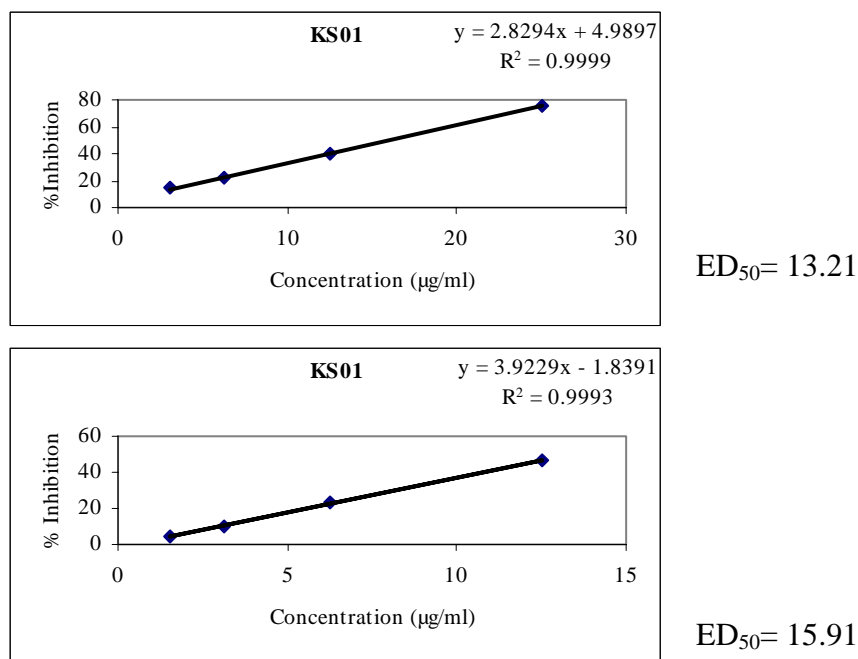 KS01
y = 2.8294x + 4.9897
R² = 0.9999
80
60
40
20
0
%Inhibition
0 10 20 30
Concentration (µg/ml)
ED₅₀= 13.21
KS01
y = 3.9229x - 1.8391
R² = 0.9993
60
40
20
0
% Inhibition
0 5 10 15
Concentration (µg/ml)
ED₅₀= 15.91